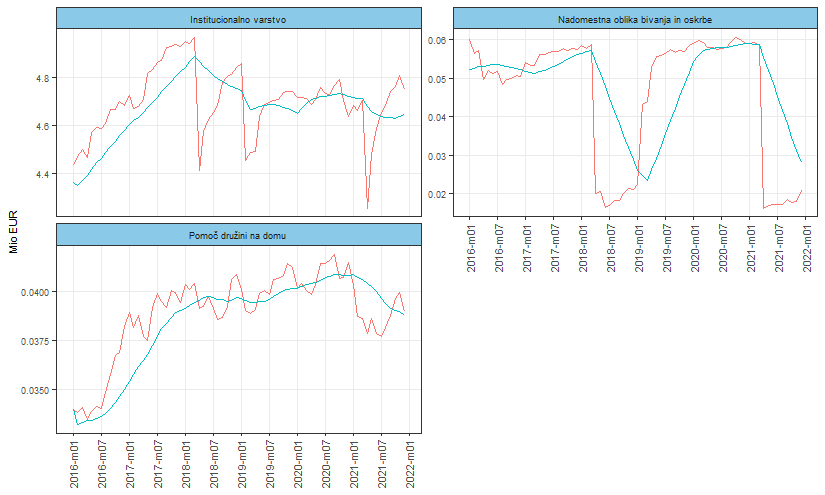 Institucionalno varstvo
Nadomestna oblika bivanja in oskrbe
4.8
4.6
4.4
0.06
0.05
0.04
0.03
0.02
2016-m01
2016-m07
2017-m01
2017-m07
2018-m01
2018-m07
2019-m01
2019-m07
2020-m01
2020-m07
2021-m01
2021-m07
2022-m01
Mio EUR
Pomoč družini na domu
0.0400
0.0375
0.0350
2016-m01
2016-m07
2017-m01
2017-m07
2018-m01
2018-m07
2019-m01
2019-m07
2020-m01
2020-m07
2021-m01
2021-m07
2022-m01